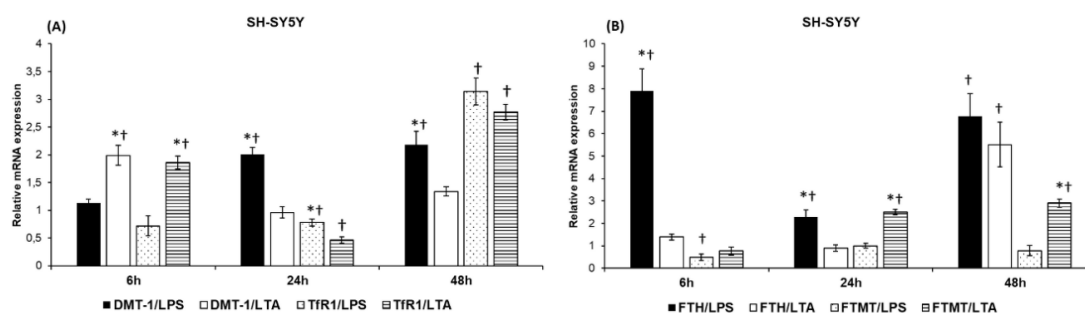 (A)
SH-SY5Y
Relative mRNA expression
4
3,5
3
2,5
2
1,5
1
0,5
0
*†
*†
*†
*†
†
*†
†
†
6h
24h
48h
DMT-1/LPS DMT-1/LTA TfR1/LPS TfR1/LTA
(B)
SH-SY5Y
Relative mRNA expression
10
9
8
7
6
5
4
3
2
1
0
*†
†
*†
*†
†
†
*†
6h
24h
48h
FTH/LPS FTH/LTA FTMT/LPS FTMT/LTA